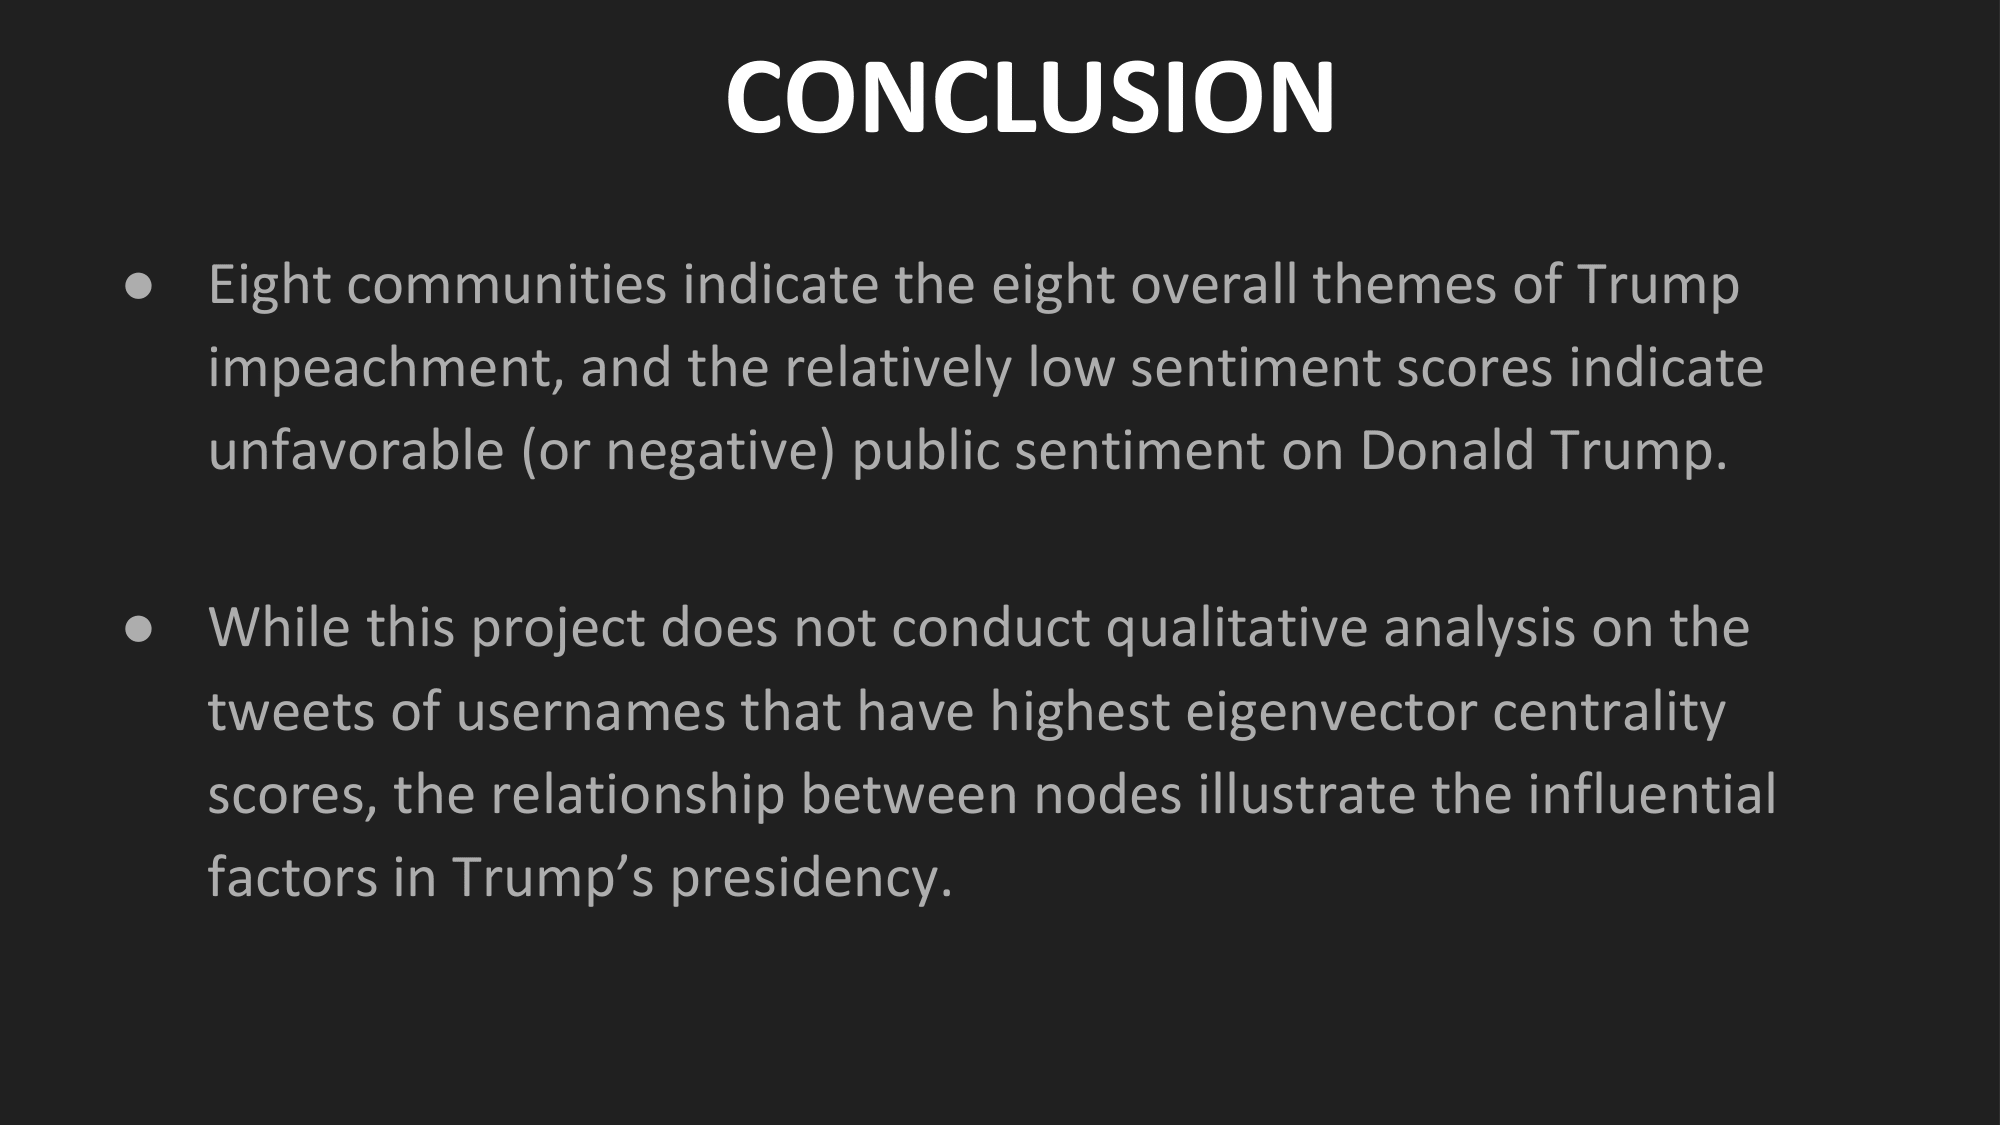 CONCLUSION
● Eight communities indicate the eight overall themes of Trump
impeachment, and the relatively low sentiment scores indicate
unfavorable (or negative) public sentiment on Donald Trump.
● While this project does not conduct qualitative analysis on the
tweets of usernames that have highest eigenvector centrality
scores, the relationship between nodes illustrate the influential
factors in Trump’s presidency.